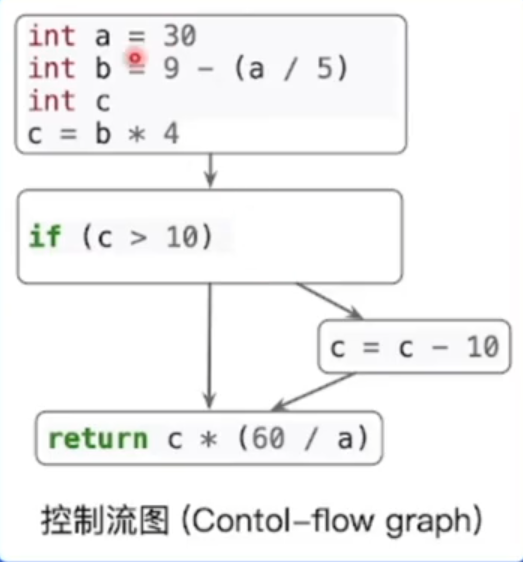 int a = 30
int b = 9 - (a / 5)
int c
c = b * 4
if (c > 10)
c = c - 10
return c * (60 / a)
控制流图 (Contol-flow graph)